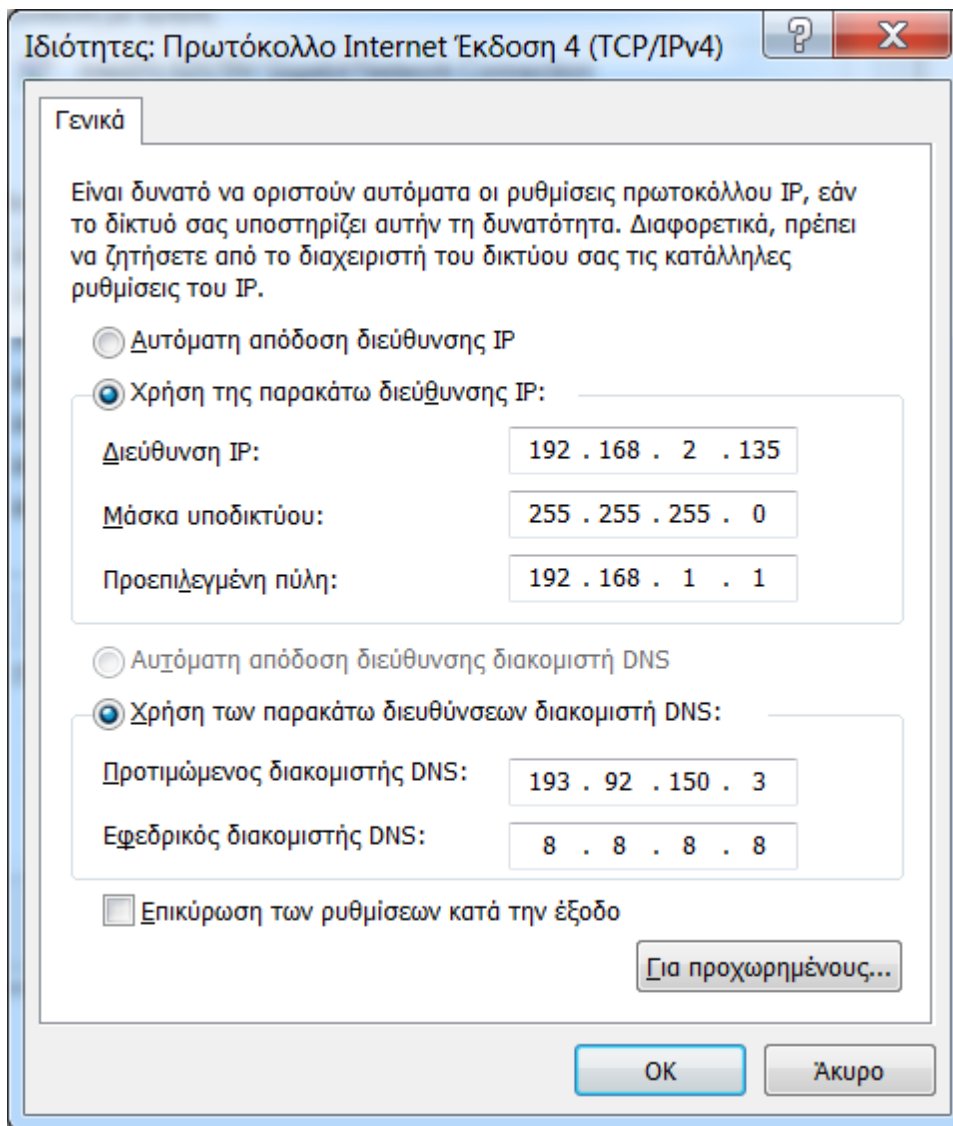 Ιδιότητες: Πρωτόκολλο Internet Έκδοση 4 (TCP/IPv4)
Γενικά
Είναι δυνατό να οριστούν αυτόματα οι ρυθμίσεις πρωτοκόλλου IP, εάν
το δίκτυό σας υποστηρίζει αυτήν τη δυνατότητα. Διαφορετικά, πρέπει
να ζητήσετε από το διαχειριστή του δικτύου σας τις κατάλληλες
ρυθμίσεις του IP.
Αυτόματη απόδοση διεύθυνσης IP
Χρήση της παρακάτω διεύθυνσης IP:
Διεύθυνση IP: 192 . 168 . 2 . 135
Μάσκα υποδικτύου: 255 . 255 . 255 . 0
Προεπιλεγμένη πύλη: 192 . 168 . 1 . 1
Αυτόματη απόδοση διεύθυνσης διακομιστή DNS
Χρήση των παρακάτω διευθύνσεων διακομιστή DNS:
Προτιμώμενος διακομιστής DNS: 193 . 92 . 150 . 3
Εφεδρικός διακομιστής DNS: 8 . 8 . 8 . 8
Επικύρωση των ρυθμίσεων κατά την έξοδο
Για προχωρημένους...
OK Άκυρο